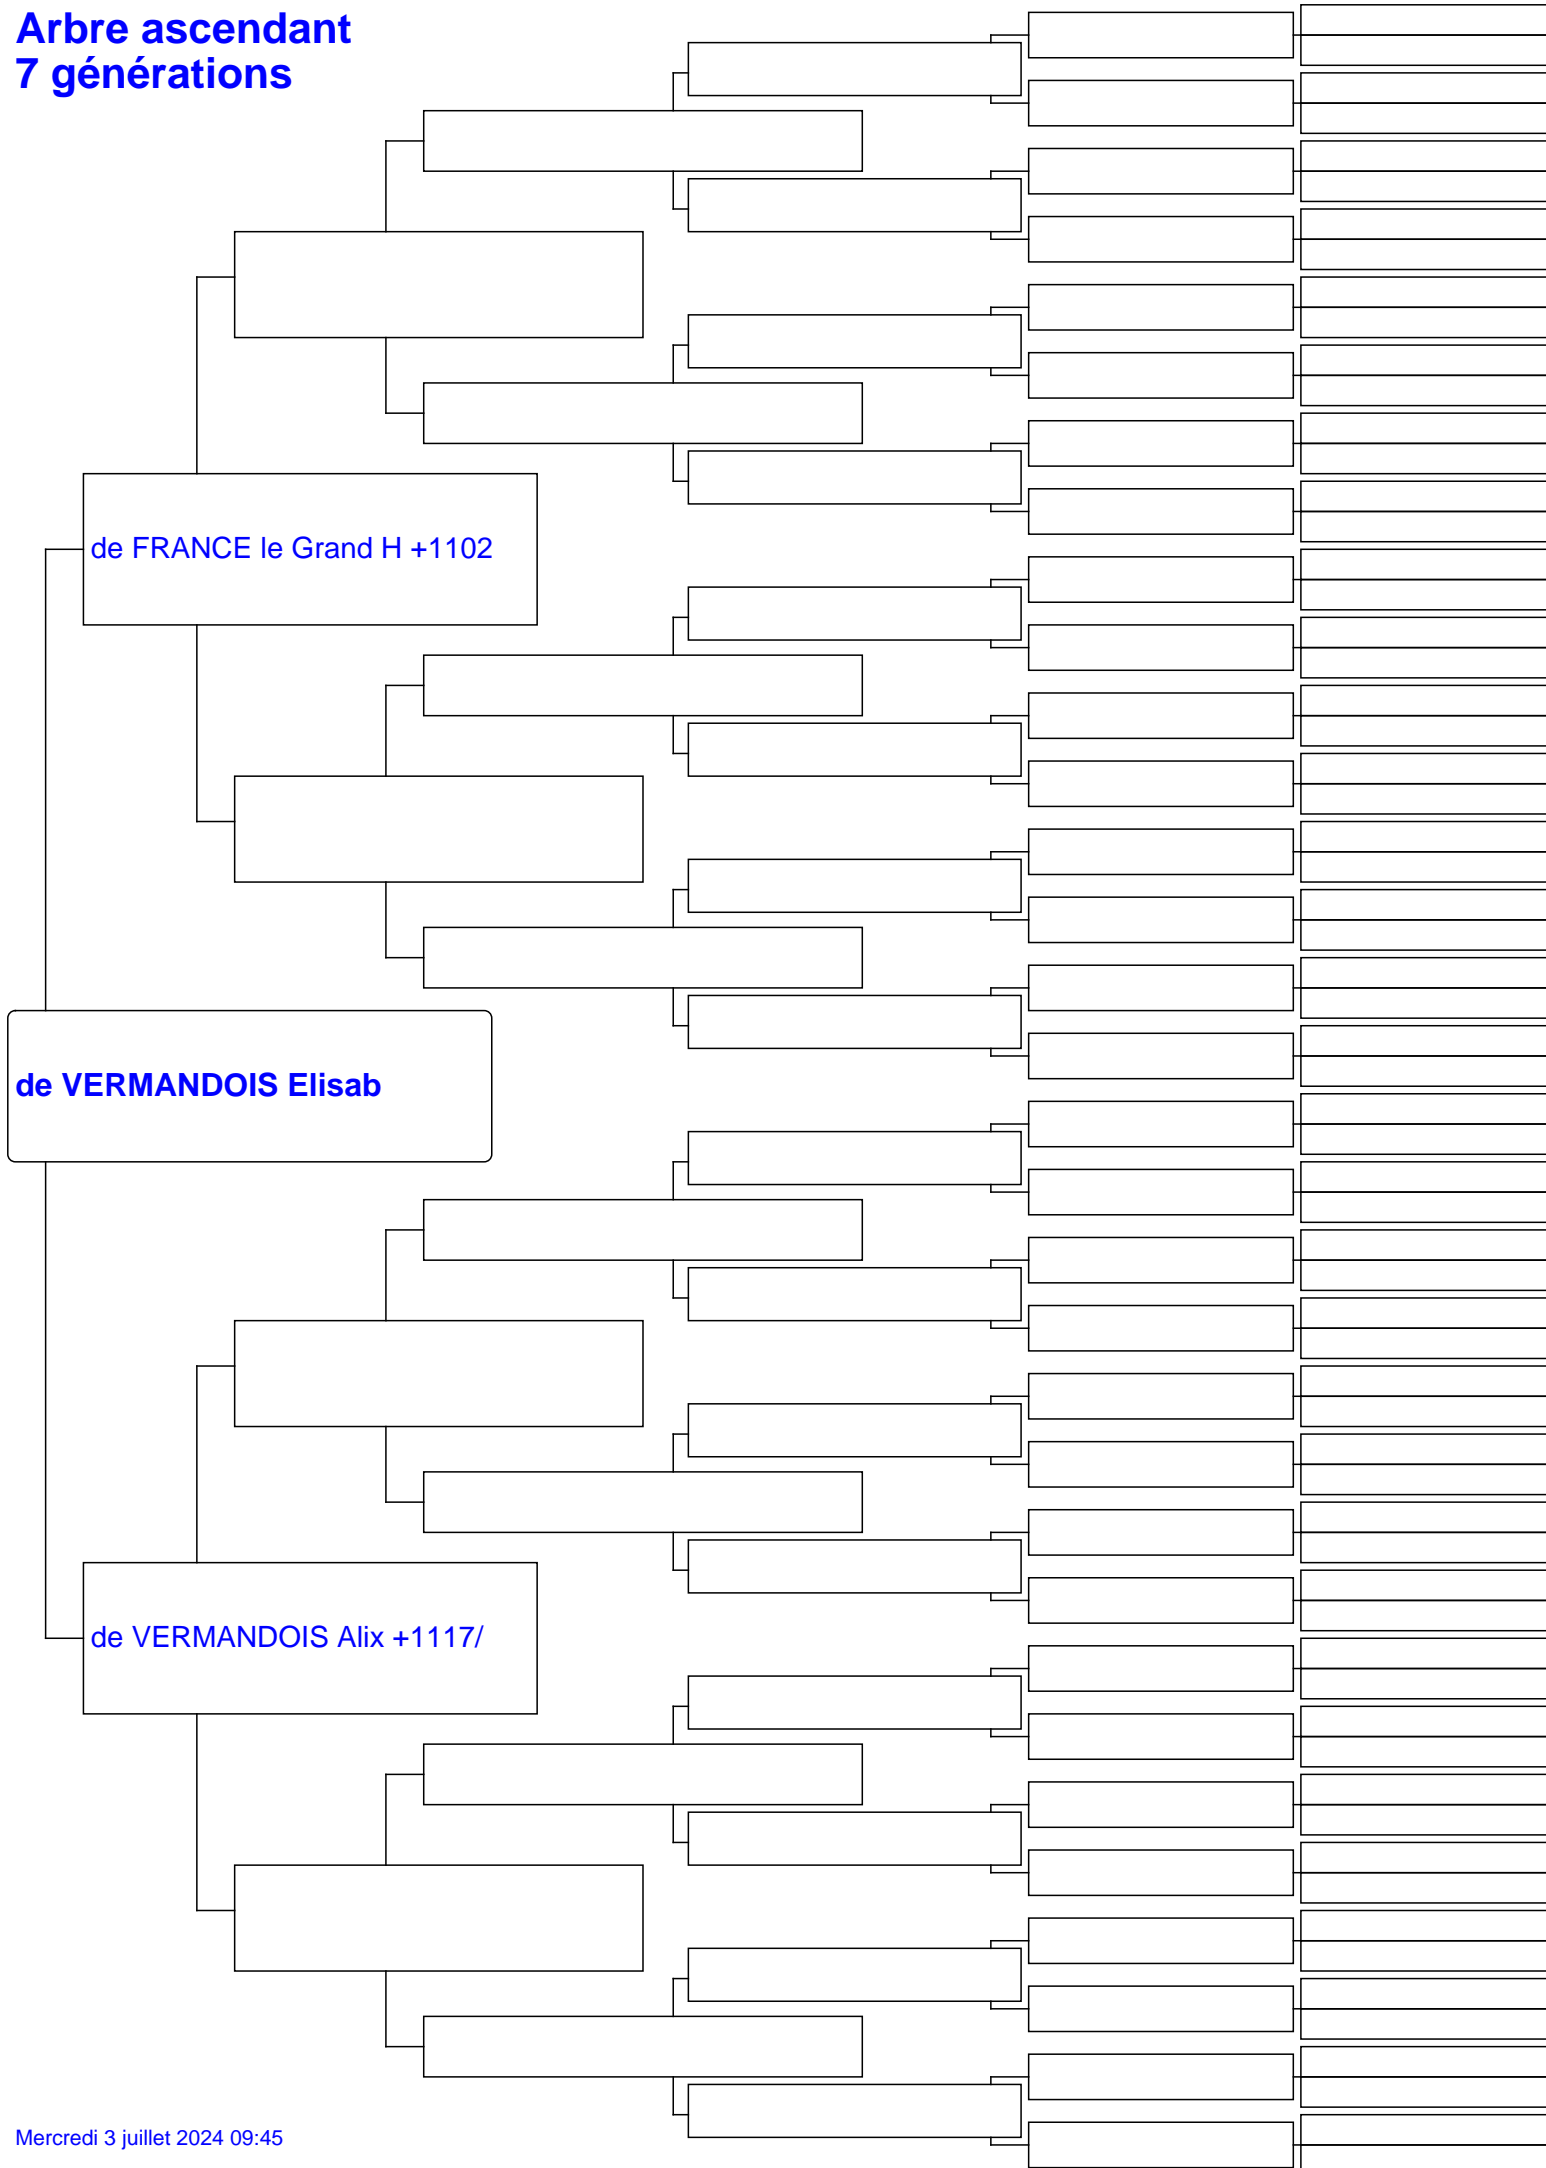 Arbre ascendant
7 générations
de FRANCE le Grand H +1102
de VERMANDOIS Elisab
de VERMANDOIS Alix +1117/
Mercredi 3 juillet 2024 09:45